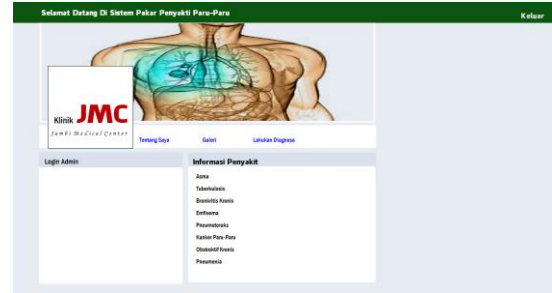 Selamat Datang Di Sistem Pakar Penyakti Paru-Paru
Keluar
Klinik JMC
Jambi Medical Center
Tentang Saya
Galeri
Lakukan Diagnosa
Login Admin
Informasi Penyakit
Asma
Tuberkulosis
Bronkitis Kronis
Emfisema
Pneumotoraks
Kanker Paru-Paru
Obstruktif Kronis
Pneumonia